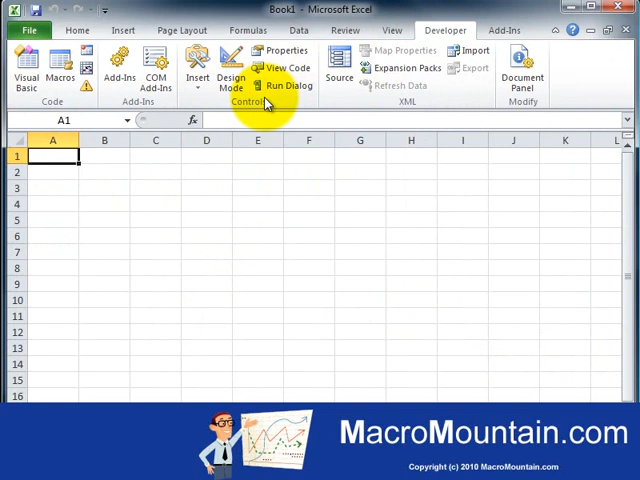 Book1 - Microsoft Excel
File Home Insert Page Layout Formulas Data Review View Developer Add-Ins
Visual Basic
Macros
Code
Add-Ins
COM Add-Ins
Add-Ins
Insert
Design Mode
Properties
View Code
Run Dialog
Controls
Source
Map Properties
Expansion Packs
Refresh Data
Import
Export
XML
Document Panel
Modify
A1 fx
A B C D E F G H I J K L
1
2
3
4
5
6
7
8
9
10
11
12
13
14
15
16
MacroMountain.com
Copyright (c) 2010 MacroMountain.com